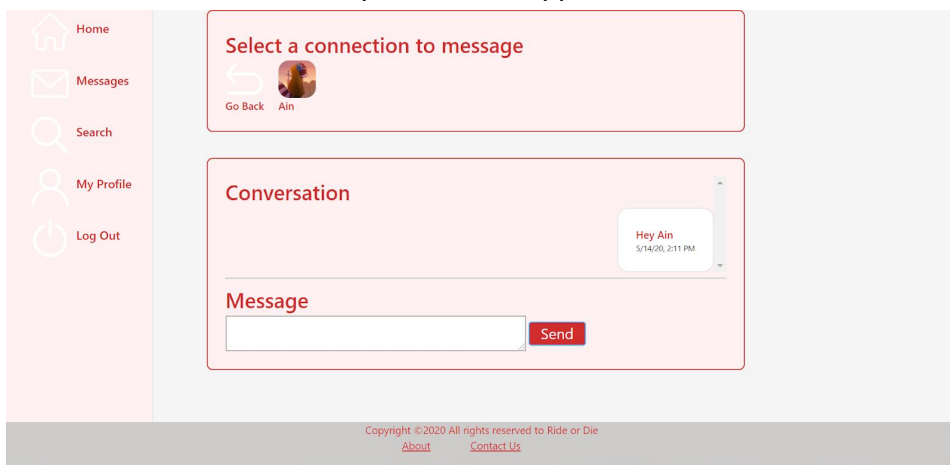 Home
Messages
Search
My Profile
Log Out
Select a connection to message
Go Back Ain
Conversation
Hey Ain
5/14/20, 2:11 PM
Message
Send
Copyright ©2020 All rights reserved to Ride or Die
About Contact Us